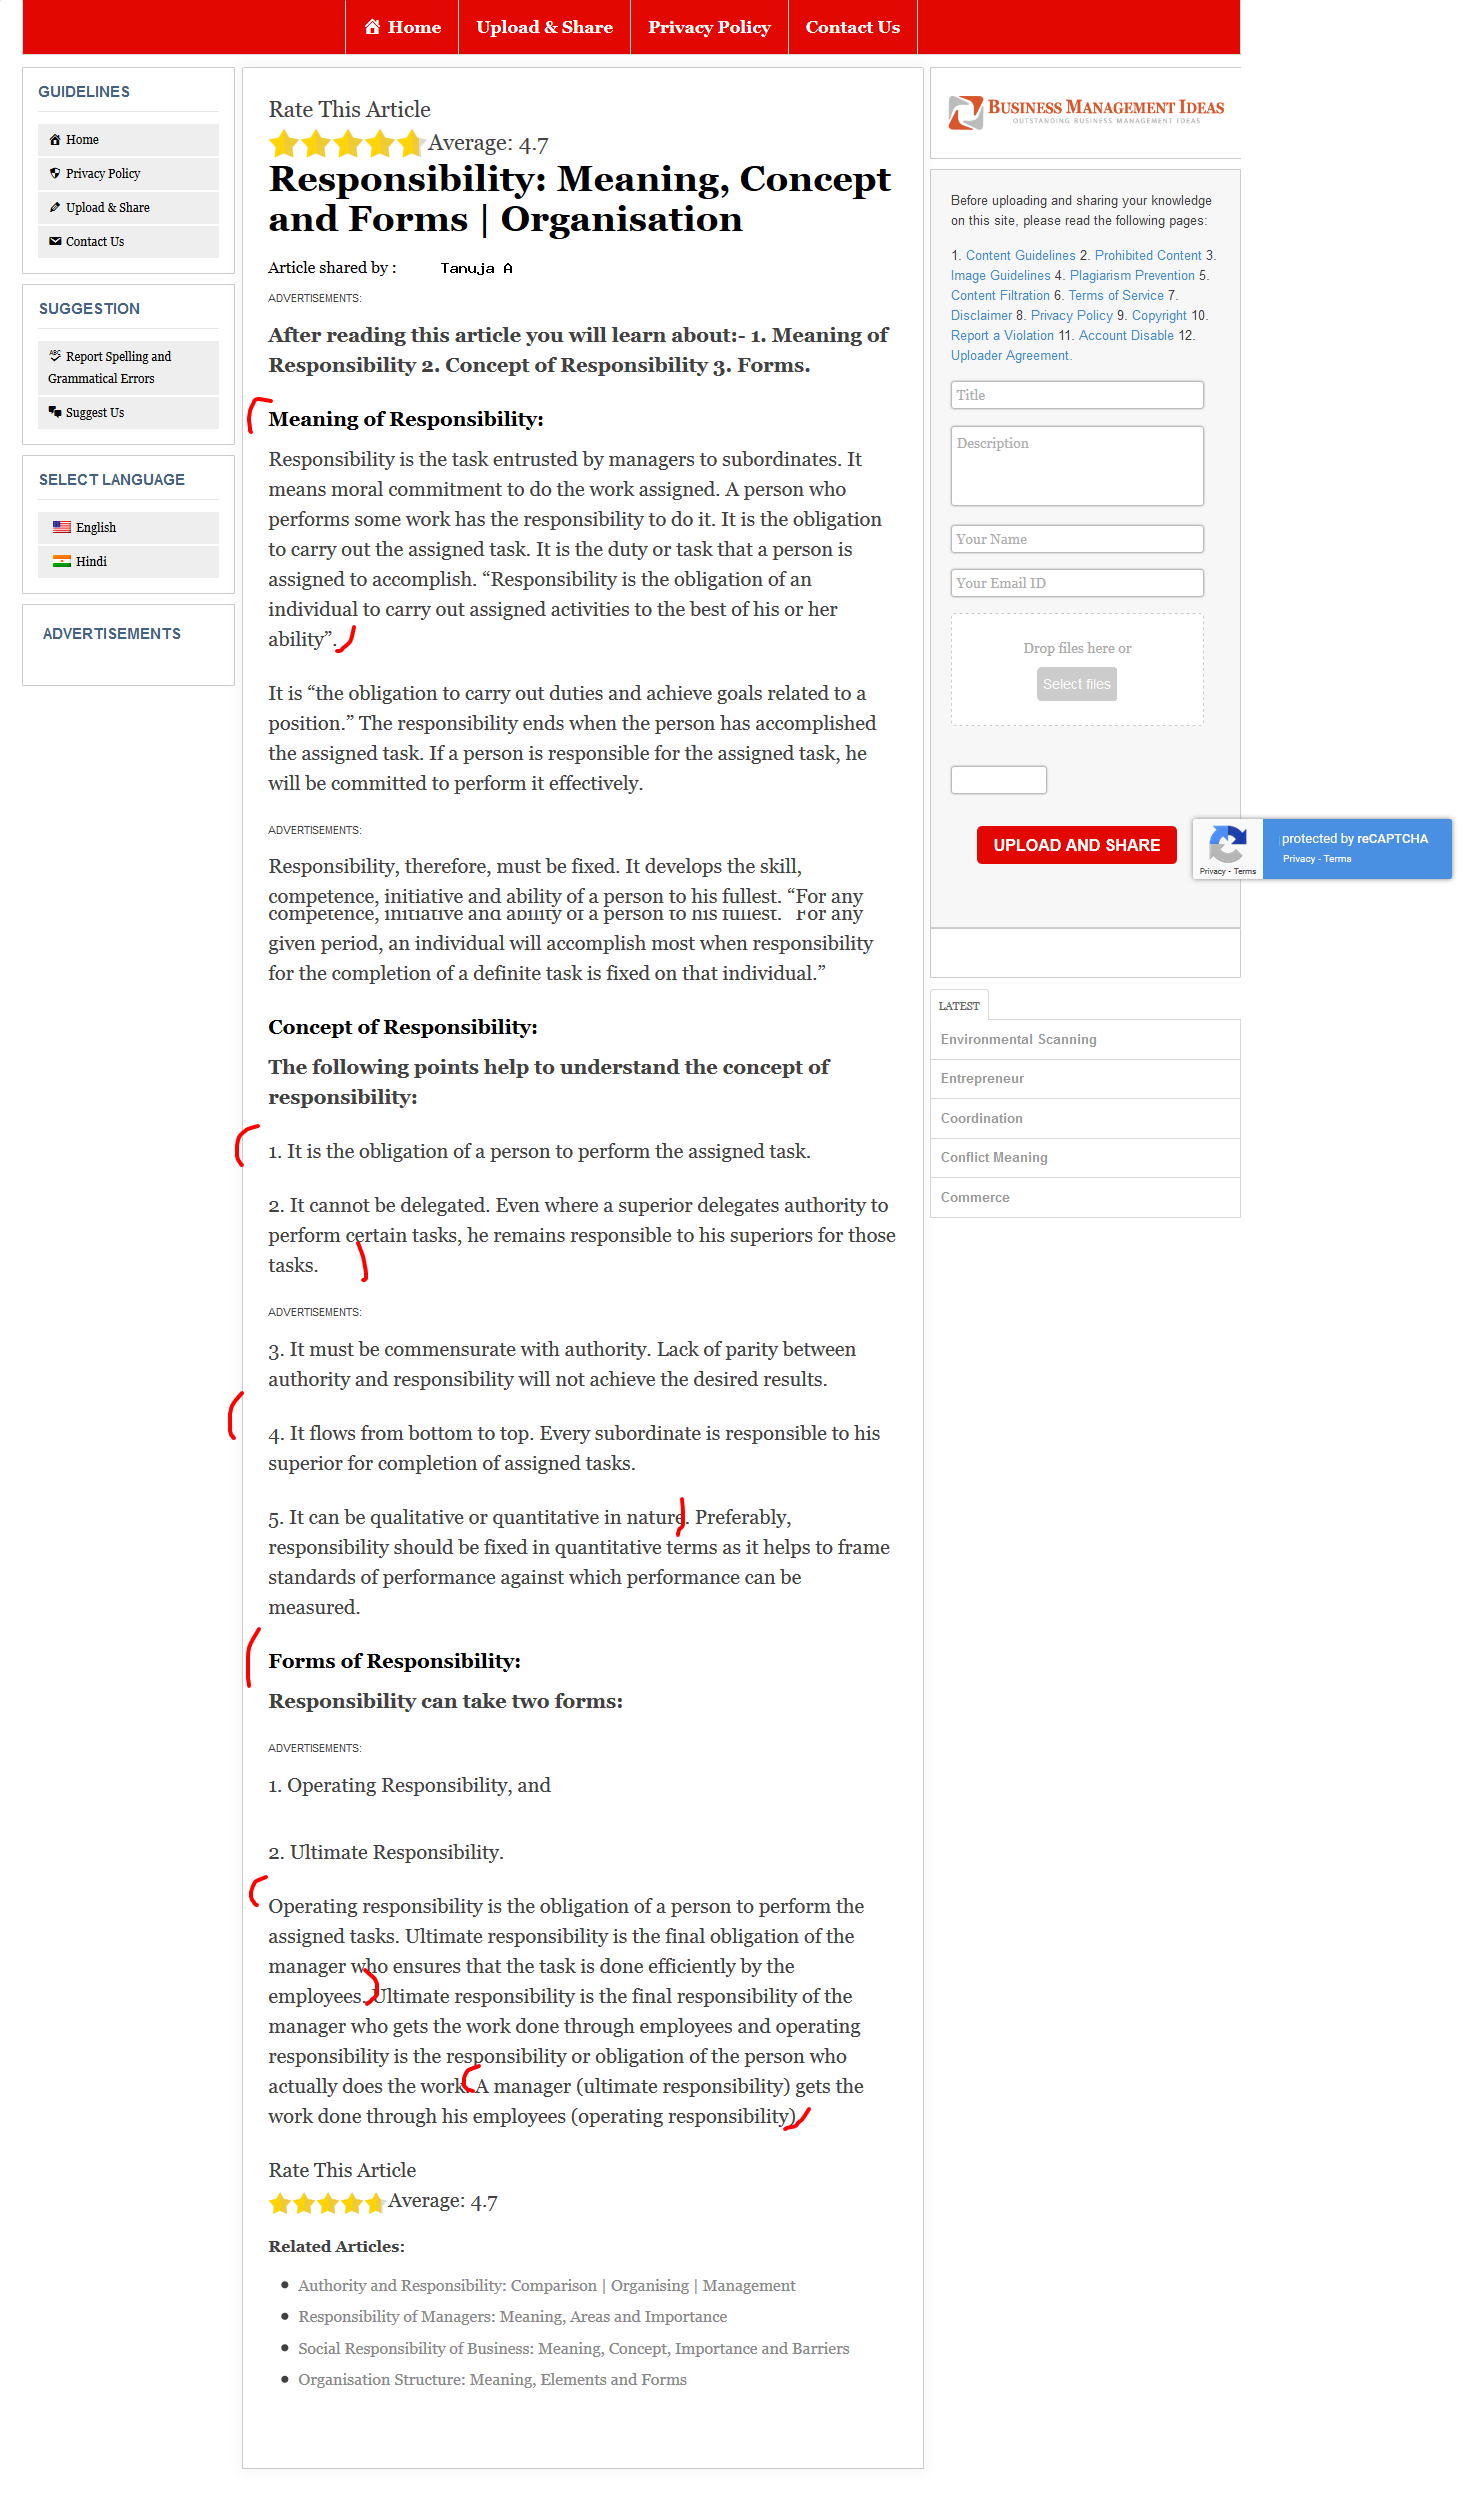 Home
Upload & Share
Privacy Policy
Contact Us
GUIDELINES
Home
Privacy Policy
Upload & Share
Contact Us
SUGGESTION
ABC Report Spelling and
Grammatical Errors
Suggest Us
SELECT LANGUAGE
English
Hindi
ADVERTISEMENTS
Rate This Article
Average: 4.7
Responsibility: Meaning, Concept
and Forms | Organisation
Article shared by : Tanuja A
ADVERTISEMENTS:
After reading this article you will learn about:- 1. Meaning of
Responsibility 2. Concept of Responsibility 3. Forms.
Meaning of Responsibility:
Responsibility is the task entrusted by managers to subordinates. It
means moral commitment to do the work assigned. A person who
performs some work has the responsibility to do it. It is the obligation
to carry out the assigned task. It is the duty or task that a person is
assigned to accomplish. “Responsibility is the obligation of an
individual to carry out assigned activities to the best of his or her
ability”.
It is “the obligation to carry out duties and achieve goals related to a
position.” The responsibility ends when the person has accomplished
the assigned task. If a person is responsible for the assigned task, he
will be committed to perform it effectively.
ADVERTISEMENTS:
Responsibility, therefore, must be fixed. It develops the skill,
competence, initiative and ability of a person to his fullest. “For any
competence, initiative and ability of a person to his fullest. “For any
given period, an individual will accomplish most when responsibility
for the completion of a definite task is fixed on that individual.”
Concept of Responsibility:
The following points help to understand the concept of
responsibility:
1. It is the obligation of a person to perform the assigned task.
2. It cannot be delegated. Even where a superior delegates authority to
perform certain tasks, he remains responsible to his superiors for those
tasks.
ADVERTISEMENTS:
3. It must be commensurate with authority. Lack of parity between
authority and responsibility will not achieve the desired results.
4. It flows from bottom to top. Every subordinate is responsible to his
superior for completion of assigned tasks.
5. It can be qualitative or quantitative in nature. Preferably,
responsibility should be fixed in quantitative terms as it helps to frame
standards of performance against which performance can be
measured.
Forms of Responsibility:
Responsibility can take two forms:
ADVERTISEMENTS:
1. Operating Responsibility, and
2. Ultimate Responsibility.
Operating responsibility is the obligation of a person to perform the
assigned tasks. Ultimate responsibility is the final obligation of the
manager who ensures that the task is done efficiently by the
employees. Ultimate responsibility is the final responsibility of the
manager who gets the work done through employees and operating
responsibility is the responsibility or obligation of the person who
actually does the work. A manager (ultimate responsibility) gets the
work done through his employees (operating responsibility).
Rate This Article
Average: 4.7
Related Articles:
Authority and Responsibility: Comparison | Organising | Management
Responsibility of Managers: Meaning, Areas and Importance
Social Responsibility of Business: Meaning, Concept, Importance and Barriers
Organisation Structure: Meaning, Elements and Forms
BUSINESS MANAGEMENT IDEAS
OUTSTANDING BUSINESS MANAGEMENT IDEAS
Before uploading and sharing your knowledge
on this site, please read the following pages:
1. Content Guidelines 2. Prohibited Content 3.
Image Guidelines 4. Plagiarism Prevention 5.
Content Filtration 6. Terms of Service 7.
Disclaimer 8. Privacy Policy 9. Copyright 10.
Report a Violation 11. Account Disable 12.
Uploader Agreement.
Title
Description
Your Name
Your Email ID
Drop files here or
Select files
UPLOAD AND SHARE
Privacy - Terms
protected by reCAPTCHA
Privacy - Terms
LATEST
Environmental Scanning
Entrepreneur
Coordination
Conflict Meaning
Commerce